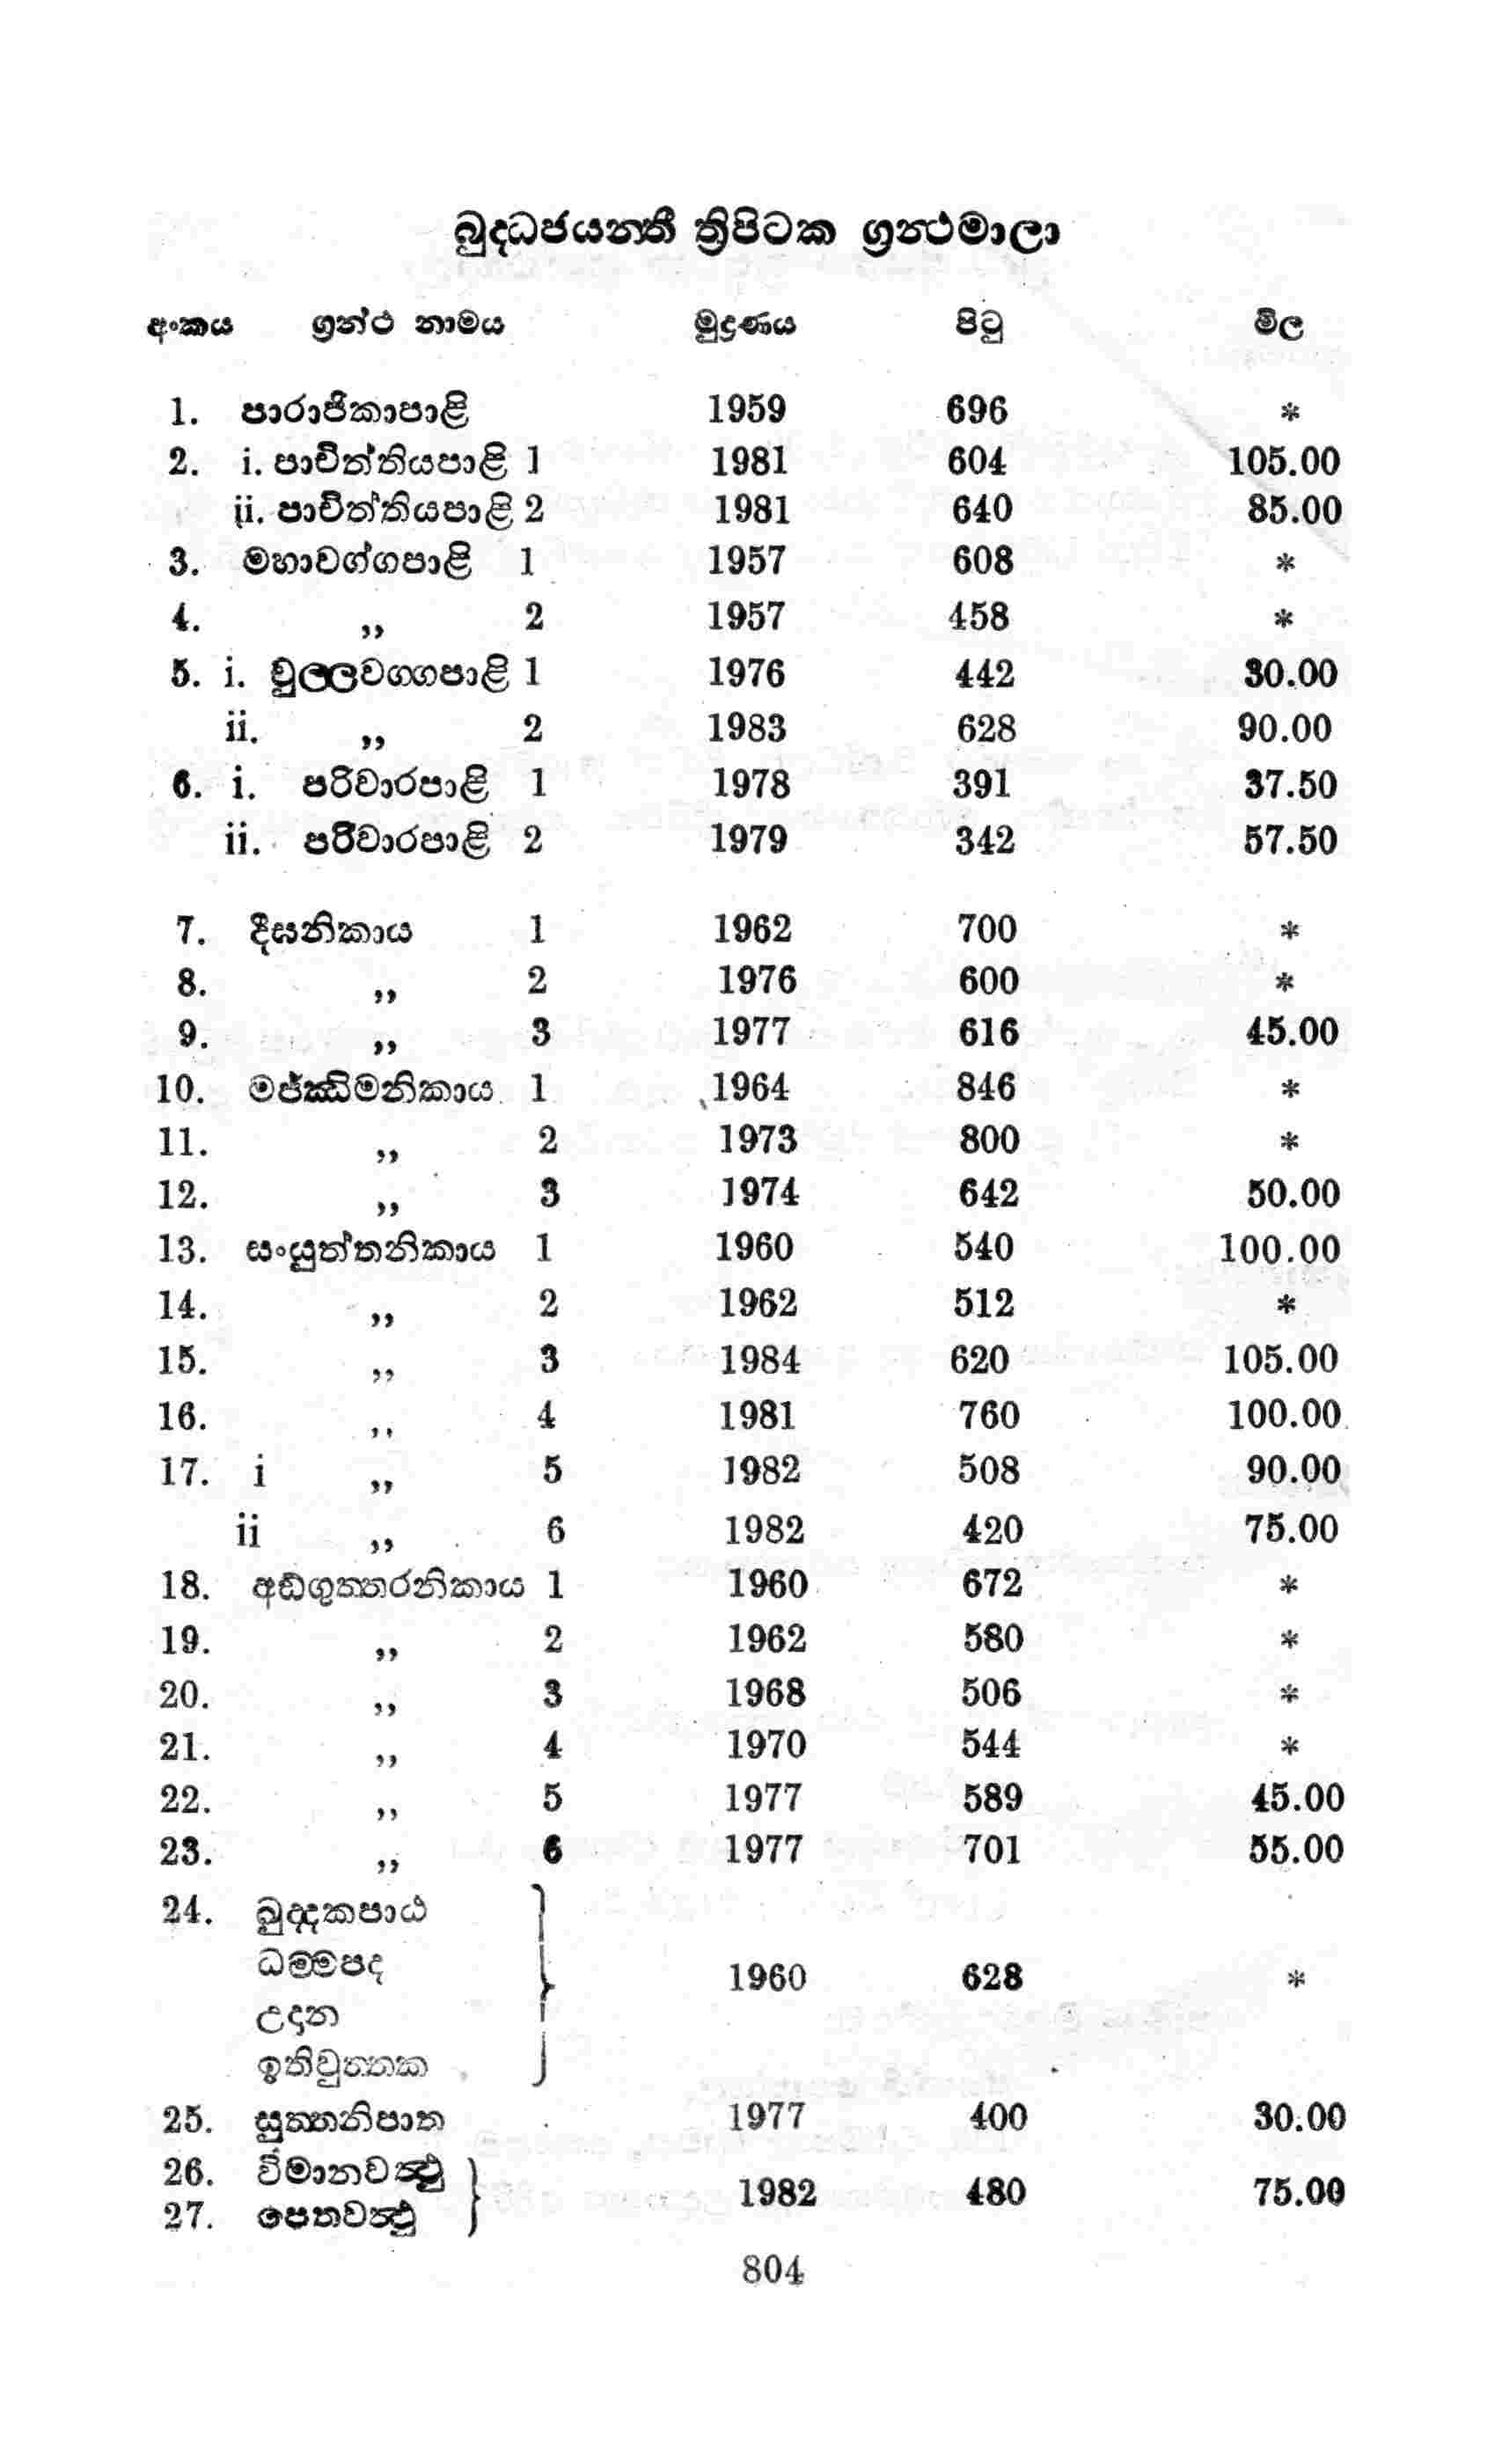 බුද්ධජයන්තී ත්‍රිපිටක ග්‍රන්ථමාලා
අංකය ග්‍රන්ථ නාමය මුද්‍රණය පිටු මිල
1. පාරාජිකාපාළි 1959 696 *
2. i. පාචිත්තියපාළි 1 1981 604 105.00
ii. පාචිත්තියපාළි 2 1981 640 85.00
3. මහාවග්ගපාළි 1 1957 608 *
4. ,, 2 1957 458 *
5. i. චුල්ලවග්ගපාළි 1 1976 442 30.00
ii. ,, 2 1983 628 90.00
6. i. පරිවාරපාළි 1 1978 391 37.50
ii. පරිවාරපාළි 2 1979 342 57.50
7. දීඝනිකාය 1 1962 700 *
8. ,, 2 1976 600 *
9. ,, 3 1977 616 45.00
10. මජ්ඣිමනිකාය 1 1964 846 *
11. ,, 2 1973 800 *
12. ,, 3 1974 642 50.00
13. සංයුත්තනිකාය 1 1960 540 100.00
14. ,, 2 1962 512 *
15. ,, 3 1984 620 105.00
16. ,, 4 1981 760 100.00
17. i ,, 5 1982 508 90.00
ii ,, 6 1982 420 75.00
18. අඞ්ගුත්තරනිකාය 1 1960 672 *
19. ,, 2 1962 580 *
20. ,, 3 1968 506 *
21. ,, 4 1970 544 *
22. ,, 5 1977 589 45.00
23. ,, 6 1977 701 55.00
24. ඛුද්දකපාඨ
ධම්මපද
1960 628 *
උදාන
ඉතිවුත්තක
25. සුත්තනිපාත 1977 400 30.00
26. විමානවත්‍ථු
1982 480 75.00
27. පෙතවත්‍ථු
804